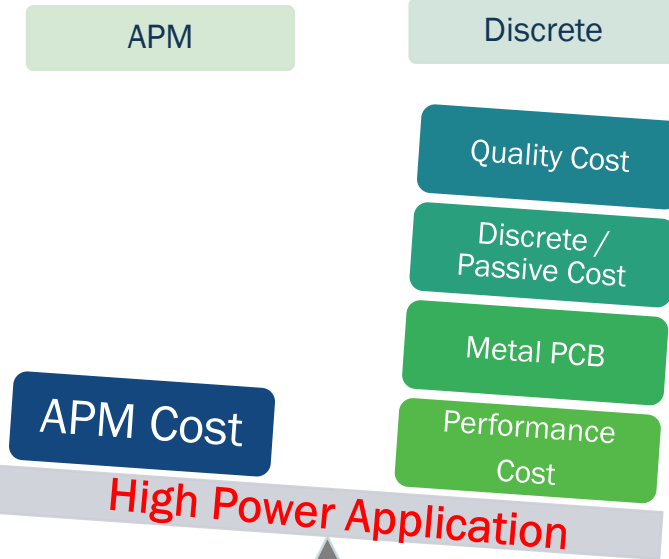 APM
Discrete
Quality Cost
Discrete /
Passive Cost
Metal PCB
Performance
Cost
APM Cost
High Power Application